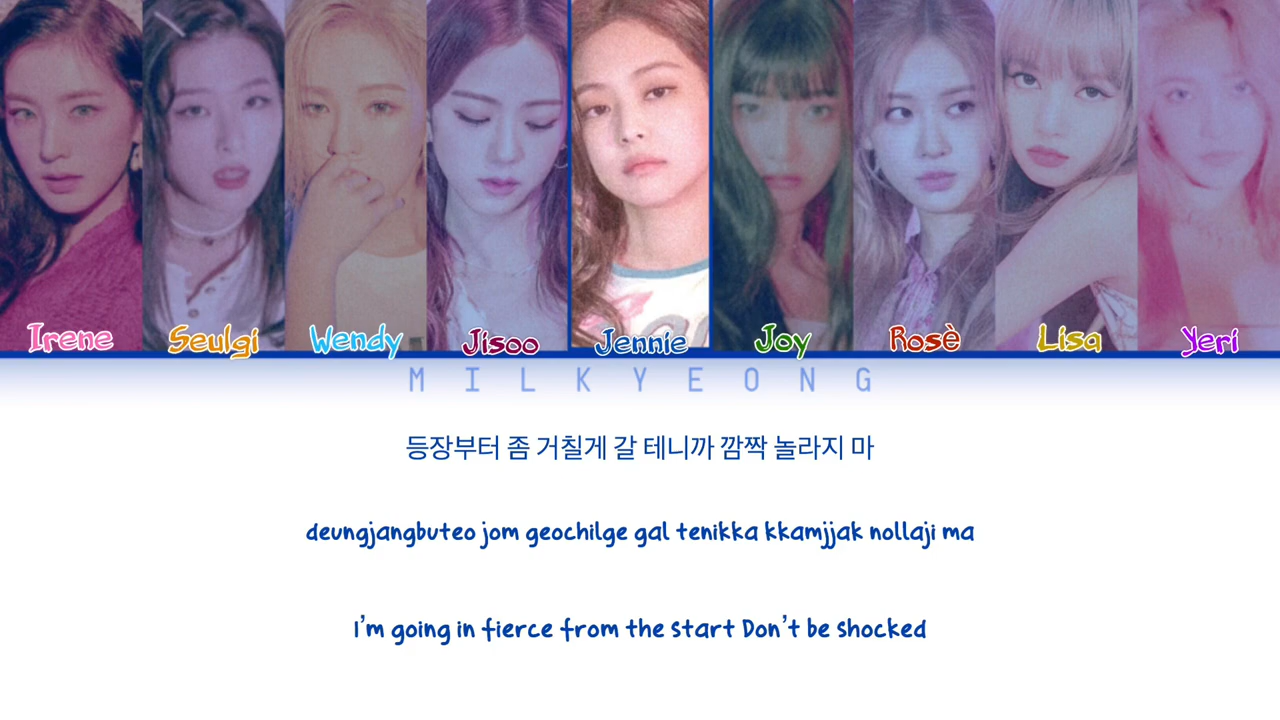 Irene Seulgi Wendy Jisoo Jennie Joy Rosè Lisa Yeri
MILKYEONG
등장부터 좀 거칠게 갈 테니까 깜짝 놀라지 마
deungjangbuteo jom geochilge gal tenikka kkamjjak nollaji ma
I'm going in fierce from the start Don't be shocked